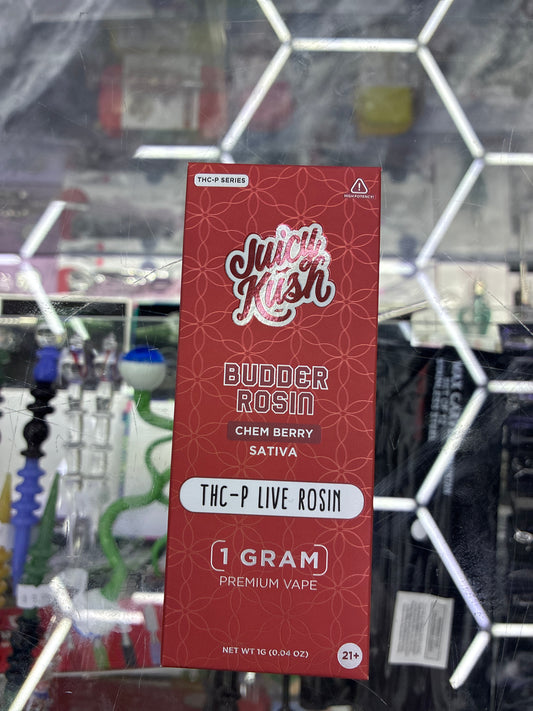 THC-P SERIES
HIGH POTENCY!
Juicy
Kush
BUDDER
ROSIN
CHEM BERRY
SATIVA
THC-P LIVE ROSIN
1 GRAM
PREMIUM VAPE
NET WT 1G (0.04 OZ)
21+